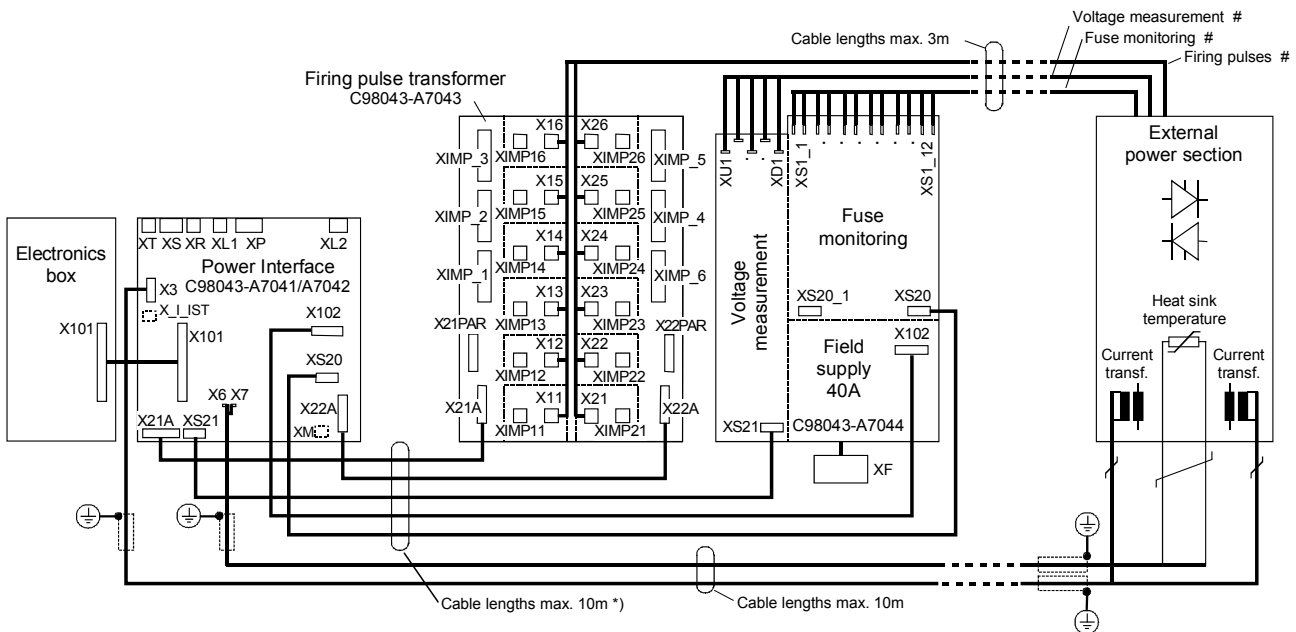 Voltage measurement #
Fuse monitoring #
Firing pulses #
Cable lengths max. 3m
Firing pulse transformer
C98043-A7043
X16
X26
XIMP_3
XIMP16
XIMP26
XIMP_5
X15
X25
XIMP_2
XIMP15
XIMP25
XIMP_4
X14
X24
XIMP_1
XIMP14
XIMP24
XIMP_6
X13
X23
X21PAR
XIMP13
XIMP23
X22PAR
X12
X22
XIMP12
XIMP22
X21A
X11
X21
X22A
XIMP11
XIMP21
XU1
XD1
XS1_1
XS1_12
Voltage
measurement
XS21
Fuse
monitoring
XS20_1
XS20
X102
Field
supply
40A
C98043-A7044
XF
External
power section
Heat sink
temperature
Current
transf.
Current
transf.
Electronics
box
X101
XT XS XR XL1 XP XL2
Power Interface
C98043-A7041/A7042
X3
X_I_IST
X101
X102
XS20
X6 X7
X22A
X21A XS21
XM
Cable lengths max. 10m *)
Cable lengths max. 10m